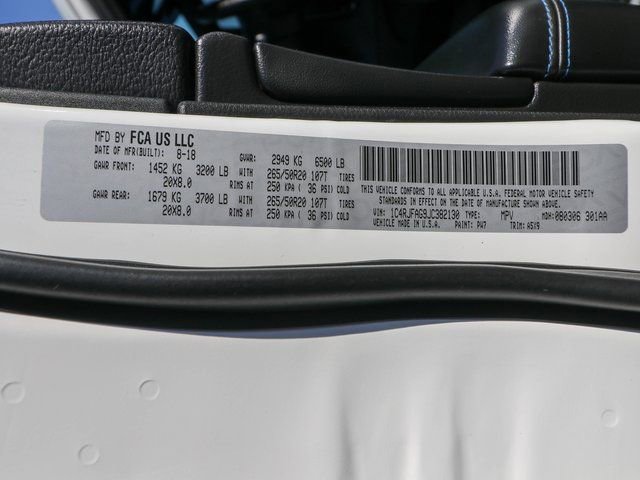 MFD BY FCA US LLC
DATE OF MFR(BUILT): 8-18 GVWR: 2949 KG 6500 LB
GAWR FRONT: 1452 KG 3200 LB WITH 265/50R20 107T TIRES
20X8.0 RIMS AT 250 KPA ( 36 PSI) COLD
GAWR REAR: 1679 KG 3700 LB WITH 265/50R20 107T TIRES
20X8.0 RIMS AT 250 KPA ( 36 PSI) COLD
THIS VEHICLE CONFORMS TO ALL APPLICABLE U.S.A. FEDERAL MOTOR VEHICLE SAFETY
STANDARDS IN EFFECT ON THE DATE OF MANUFACTURE SHOWN ABOVE.
VIN: 1C4RJFAG9JC392130 TYPE: MPV MDH: 080306 301AA
VEHICLE MADE IN U.S.A. PAINT: PW7 TRIM: A5X9